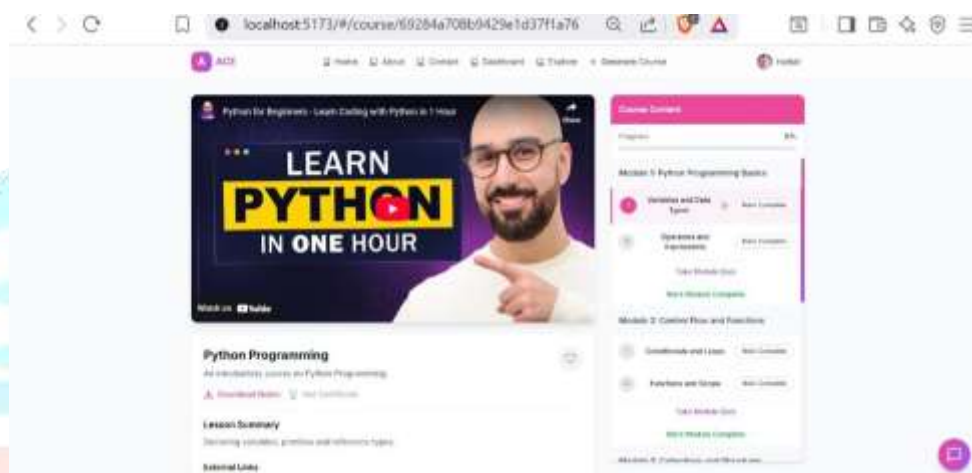 localhost:5173/#/course/69284a708b9429e1d37f1a76
A ACE
Home About Contact Dashboard Explore + Generate Course
Python for Beginners - Learn Coding with Python in 1 Hour
Share
LEARN
PYTHON
IN ONE HOUR
Watch on YouTube
Course Content
Progress
Module 1: Python Programming Basics
Variables and Data
Types
Mark Complete
Operators and
Expressions
Mark Complete
Take Module Quiz
Mark Module Complete
Module 2: Control Flow and Functions
Conditionals and Loops
Mark Complete
Functions and Scope
Mark Complete
Take Module Quiz
Mark Module Complete
Python Programming
An introductory course on Python Programming
Download Notes
Lesson Summary
Declaring variables, primitive and reference types.
External Links